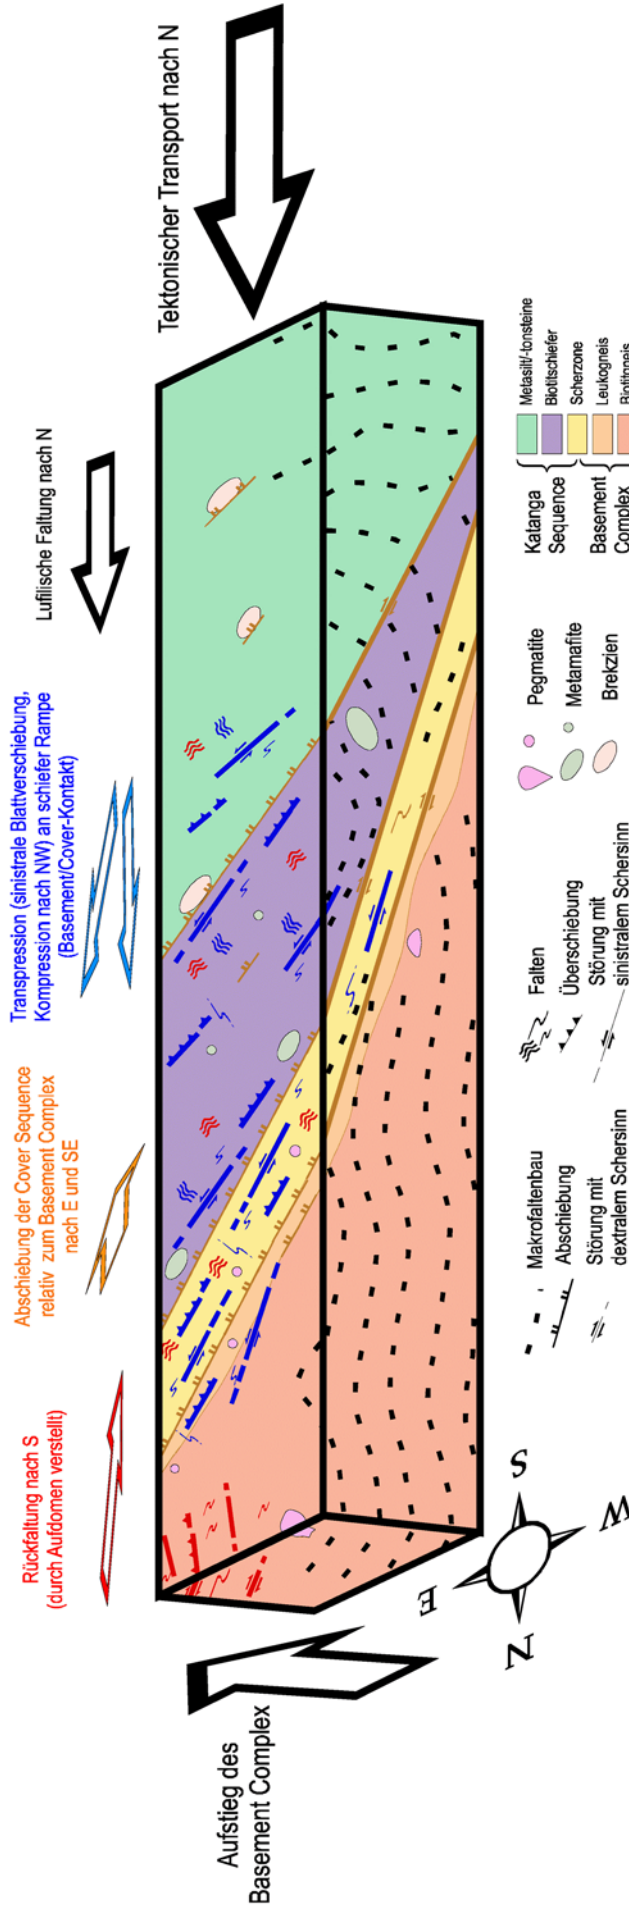 Aufstieg des
Basement Complex
Rückfaltung nach S
(durch Aufdomen verstellt)
Abschiebung der Cover Sequence
relativ zum Basement Complex
nach E und SE
Transpression (sinistrale Blattverschiebung,
Kompression nach NW) an schiefer Rampe
(Basement/Cover-Kontakt)
Lufilische Faltung nach N
Tektonischer Transport nach N
N
E
S
W
Makrofaltenbau
Abschiebung
Störung mit
dextralem Schersinn
Falten
Überschiebung
Störung mit
sinistralem Schersinn
Pegmatite
Metamafite
Brekzien
Katanga
Sequence
Basement
Complex
Metasilt/-tonsteine
Biotitschiefer
Scherzone
Leukogneis
Biotitgneis